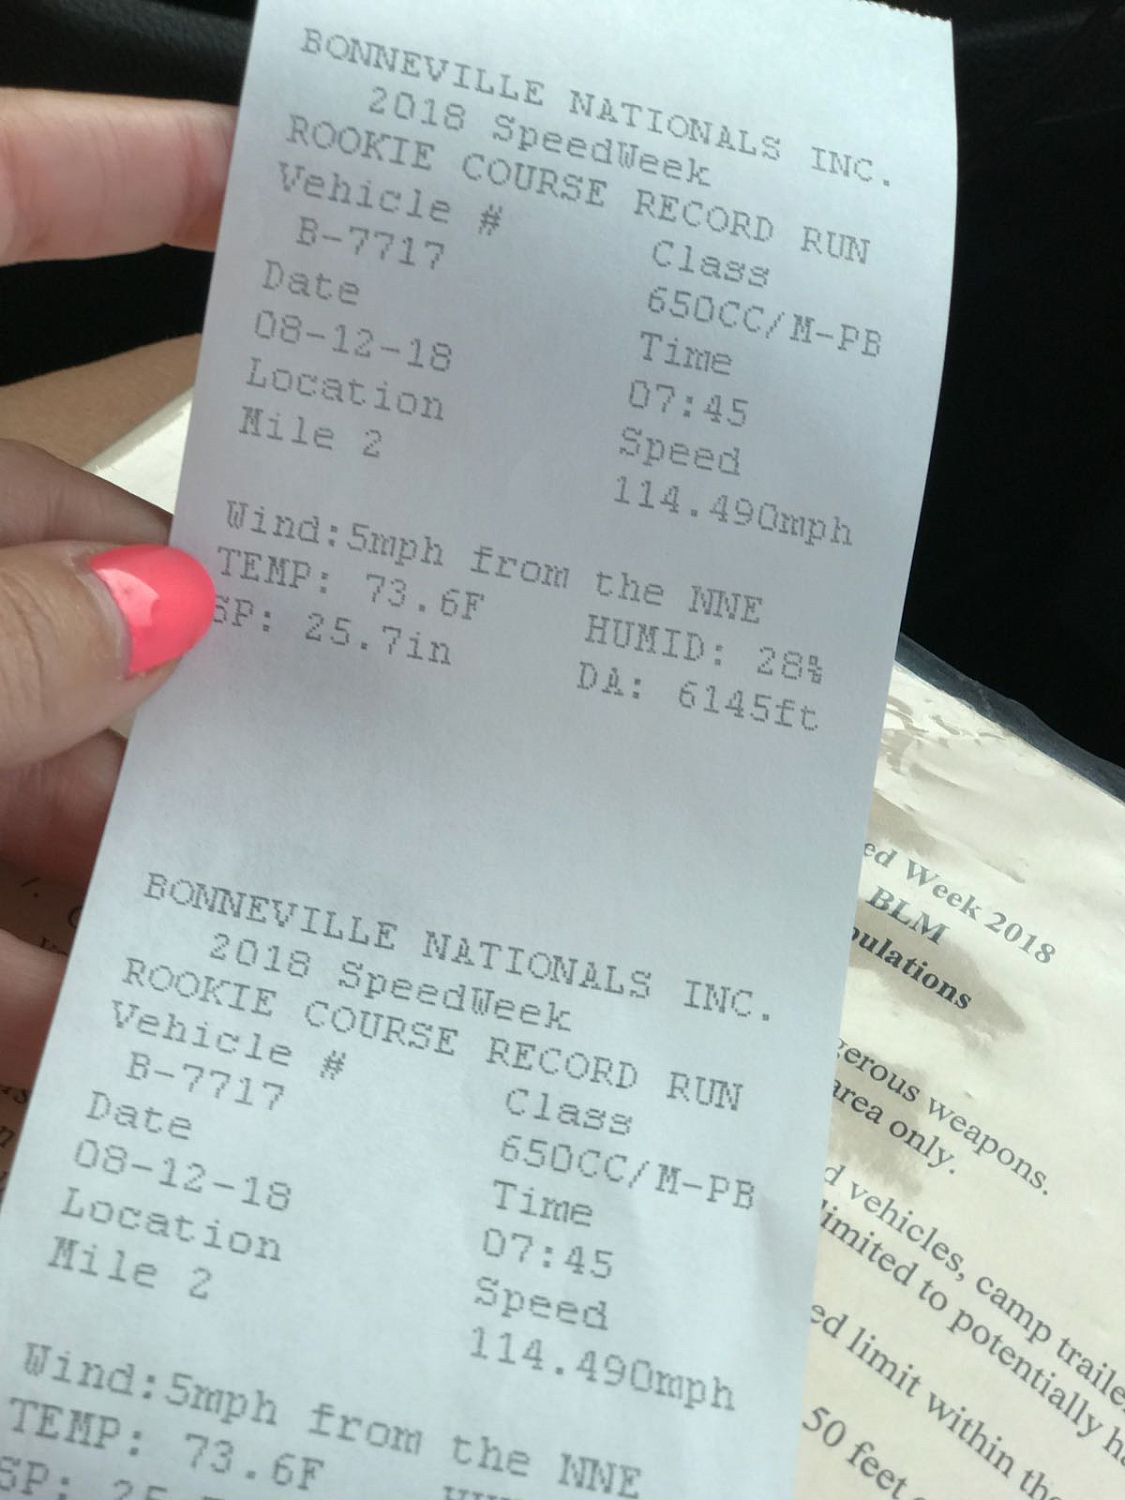 BONNEVILLE NATIONALS INC.
2018 SpeedWeek
ROOKIE COURSE RECORD RUN
Vehicle # Class
B-7717 650CC/M-PB
Date Time
08-12-18 07:45
Location Speed
Mile 2 114.490mph
Wind:5mph from the NNE
TEMP: 73.6F HUMID: 28%
SP: 25.7in DA: 6145ft
BONNEVILLE NATIONALS INC.
2018 SpeedWeek
ROOKIE COURSE RECORD RUN
Vehicle # Class
B-7717 650CC/M-PB
Date Time
08-12-18 07:45
Location Speed
Mile 2 114.490mph
Wind:5mph from the NNE
TEMP: 73.6F
SP:
Week 2018
BLM
weapons.
area only.
vehicles, camp
limited to potentially
limit within the
50 feet